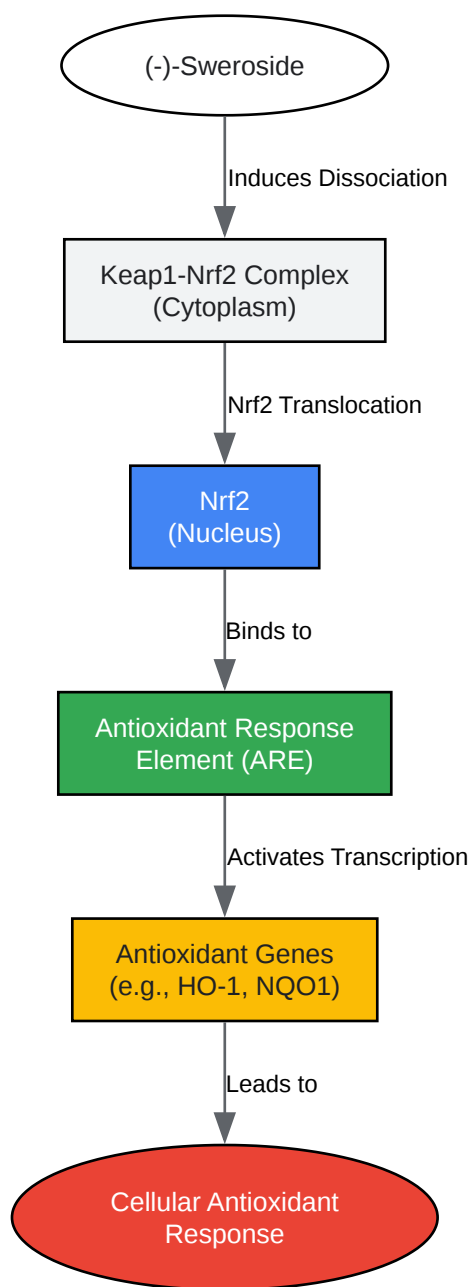 (-)-Sweroside
Induces Dissociation
Keap1-Nrf2 Complex
(Cytoplasm)
Nrf2 Translocation
Nrf2
(Nucleus)
Binds to
Antioxidant Response
Element (ARE)
Activates Transcription
Antioxidant Genes
(e.g., HO-1, NQO1)
Leads to
Cellular Antioxidant
Response